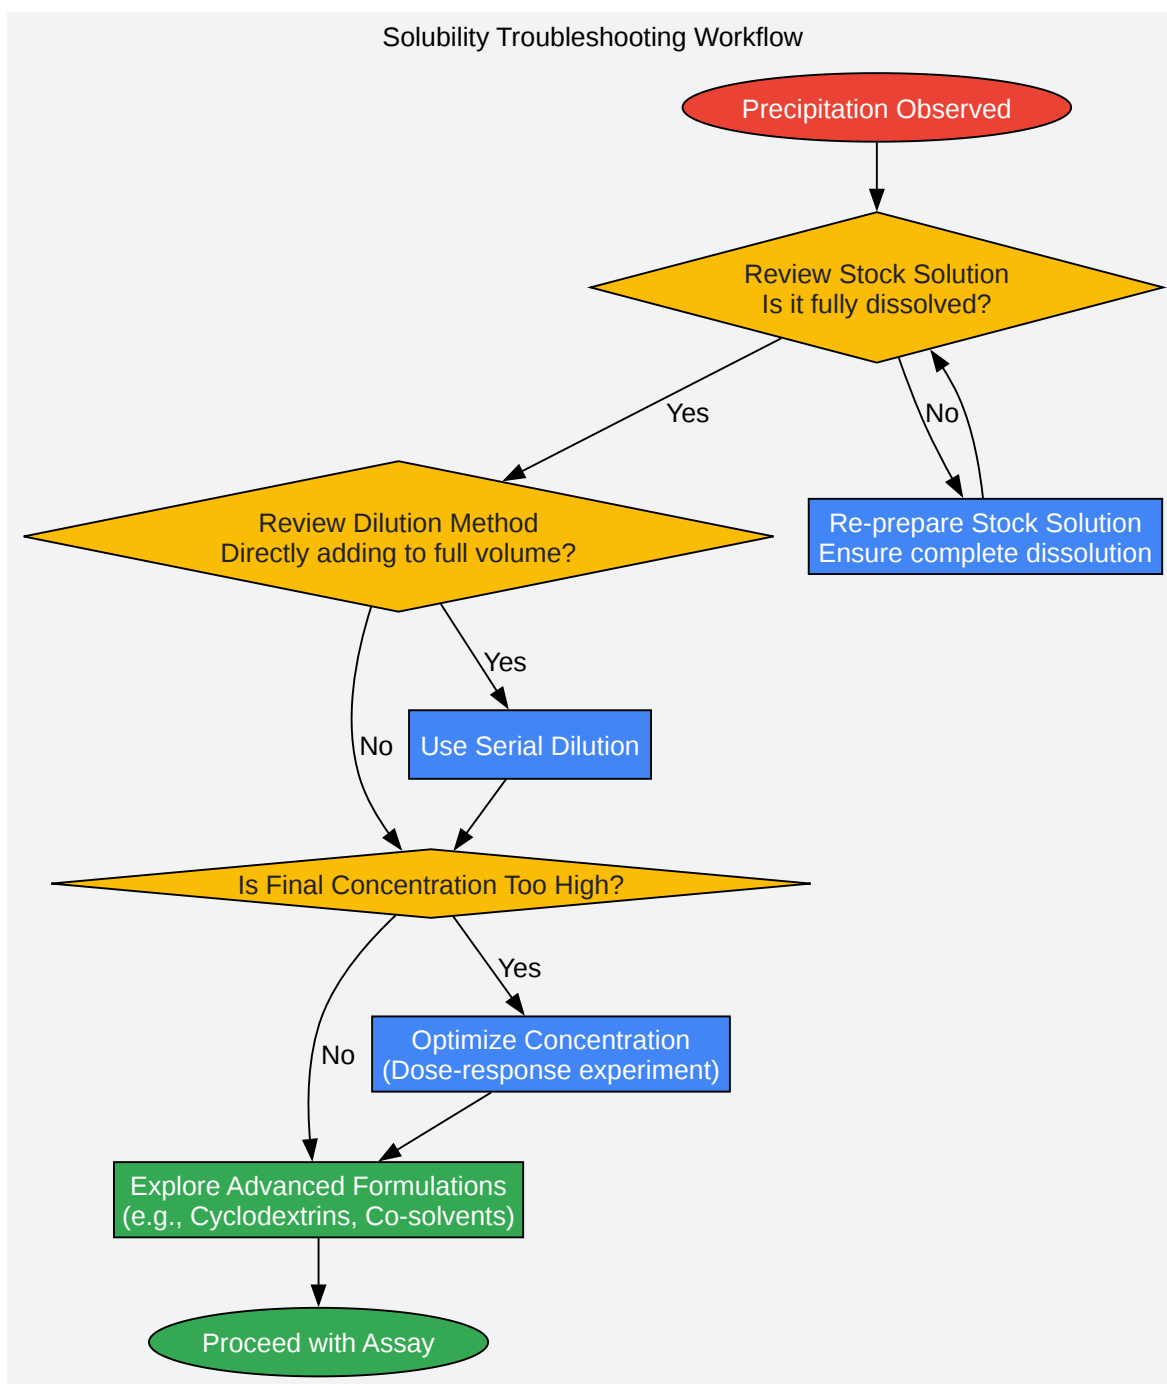 Solubility Troubleshooting Workflow
Precipitation Observed
Review Stock Solution
Is it fully dissolved?
Yes
No
Review Dilution Method
Directly adding to full volume?
Re-prepare Stock Solution
Ensure complete dissolution
Yes
No
Use Serial Dilution
Is Final Concentration Too High?
Yes
No
Optimize Concentration
(Dose-response experiment)
Explore Advanced Formulations
(e.g., Cyclodextrins, Co-solvents)
Proceed with Assay